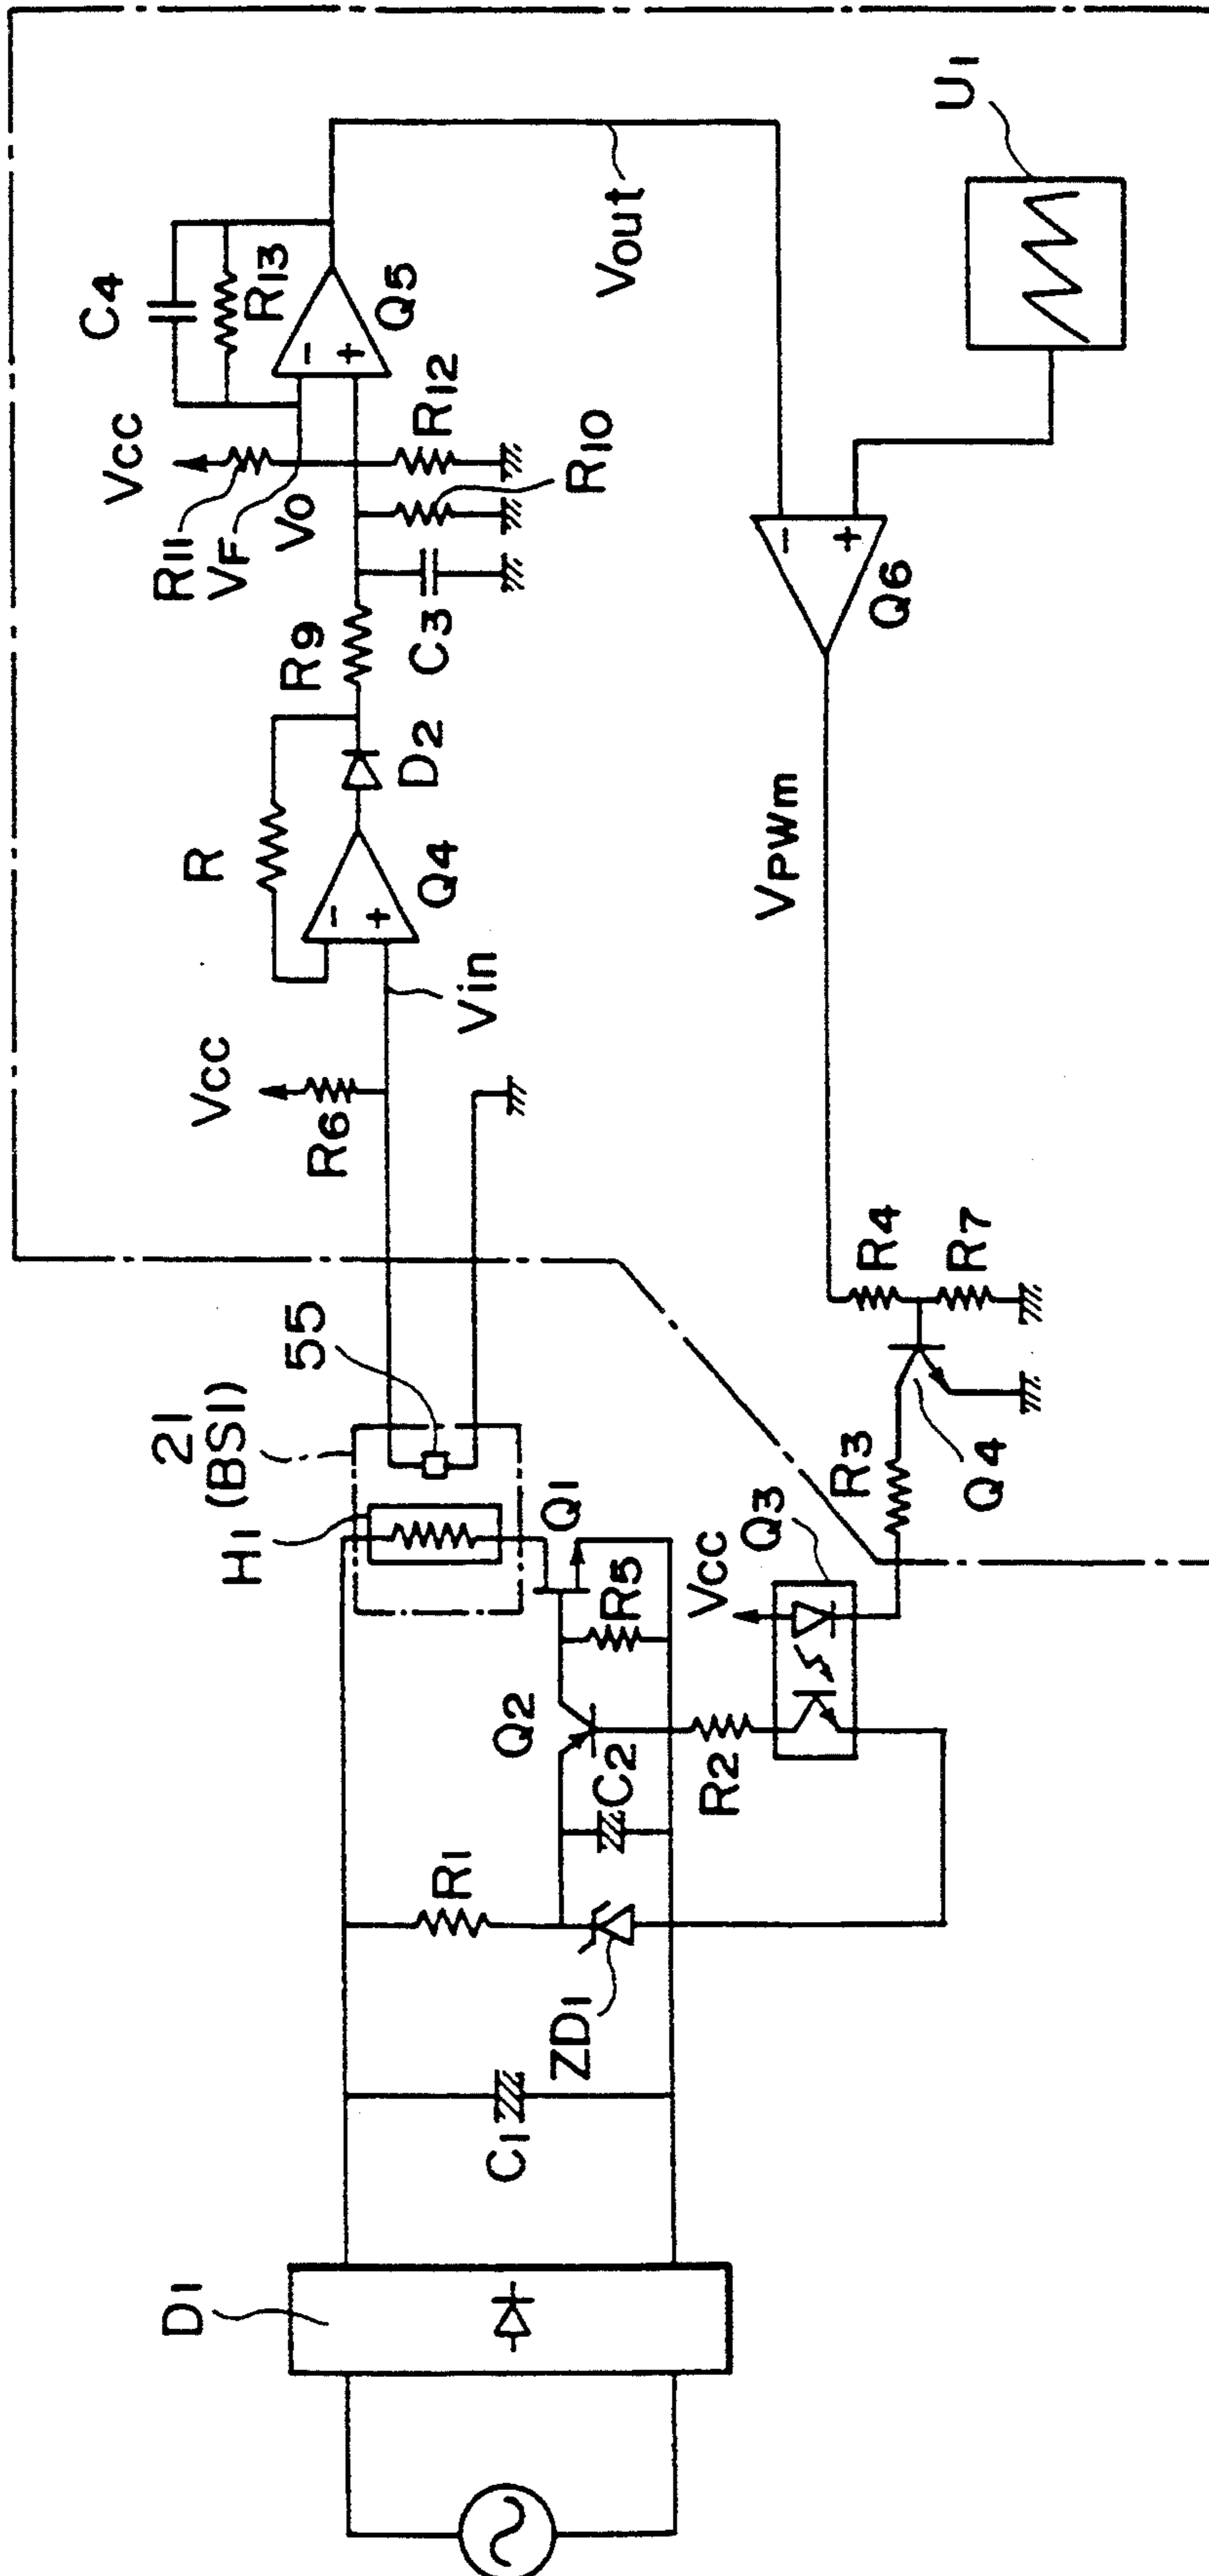 D1
C1
ZD1
R1
C2
Q2
R5
Q1
H1
21
(BS1)
55
R2
Vcc
Q3
R3
Q4
R4
R7
Vcc
R6
Vin
R
Q4
D2
R9
C3
R10
R12
Vcc
R11
VF
Vo
C4
R13
Q5
Vout
VPWm
Q6
U1
- +
- +
- +